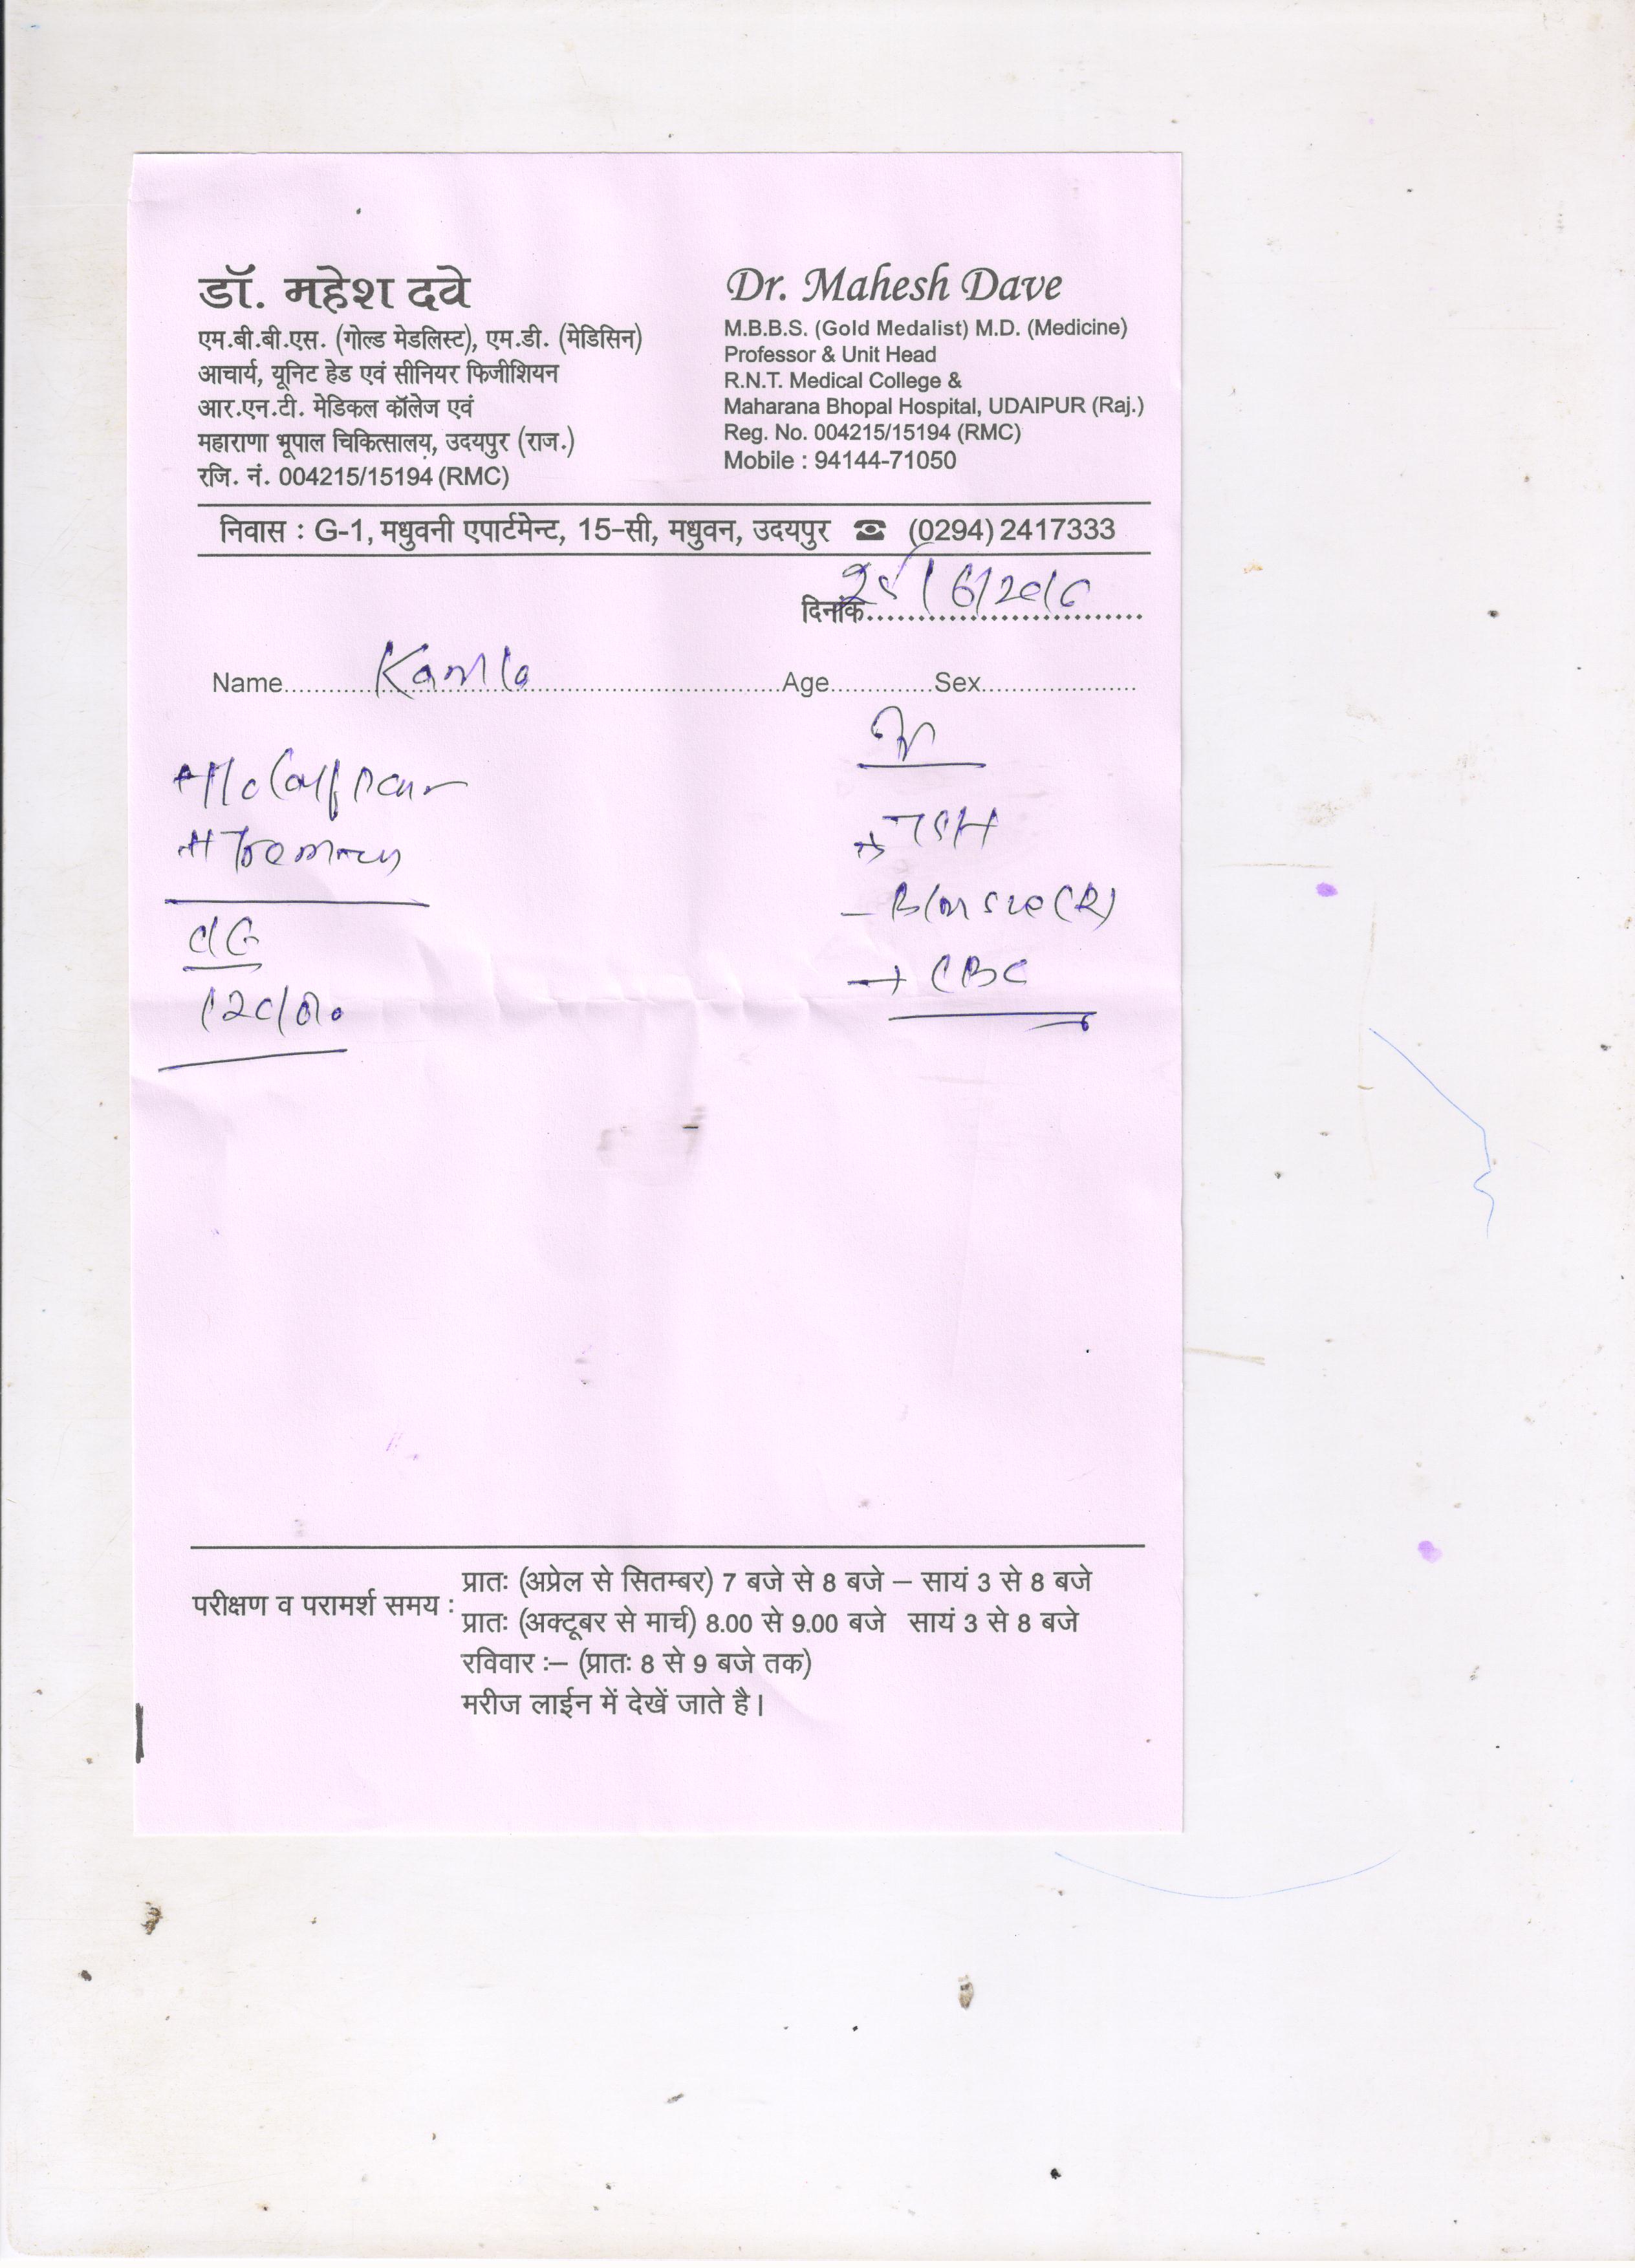 डॉ. महेश दवे
एम.बी.बी.एस. (गोल्ड मेडलिस्ट), एम.डी. (मेडिसिन)
आचार्य, यूनिट हेड एवं सीनियर फिजीशियन
आर.एन.टी. मेडिकल कॉलेज एवं
महाराणा भूपाल चिकित्सालय, उदयपुर (राज.)
रजि. नं. 004215/15194 (RMC)
Dr. Mahesh Dave
M.B.B.S. (Gold Medalist) M.D. (Medicine)
Professor & Unit Head
R.N.T. Medical College &
Maharana Bhopal Hospital, UDAIPUR (Raj.)
Reg. No. 004215/15194 (RMC)
Mobile : 94144-71050
निवास : G-1, मधुवनी एपार्टमेन्ट, 15-सी, मधुवन, उदयपुर ☎ (0294) 2417333
दिनांक
Name Kamla Age Sex
TSH
CBC
परीक्षण व परामर्श समय :
प्रातः (अप्रेल से सितम्बर) 7 बजे से 8 बजे – सायं 3 से 8 बजे
प्रातः (अक्टूबर से मार्च) 8.00 से 9.00 बजे सायं 3 से 8 बजे
रविवार :– (प्रातः 8 से 9 बजे तक)
मरीज लाईन में देखें जाते है।